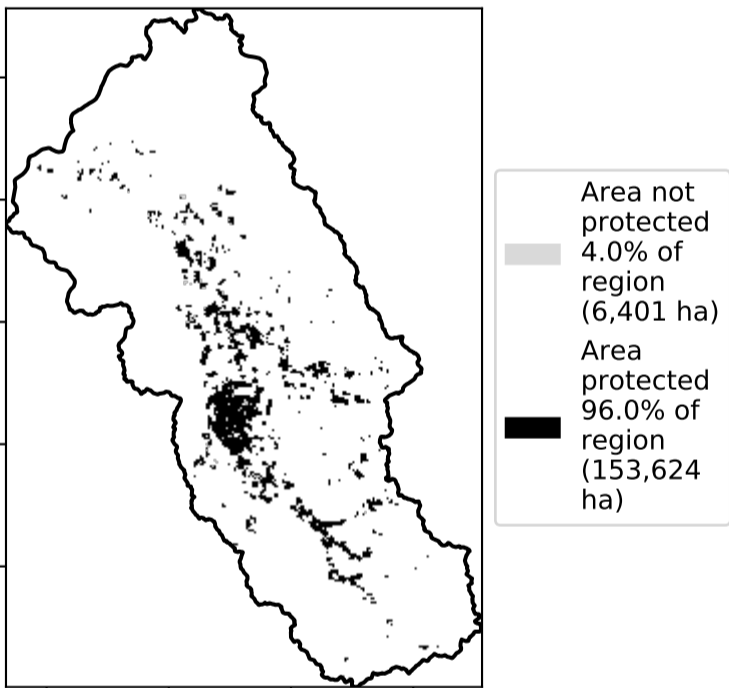 Area not
protected
4.0% of
region
(6,401 ha)
Area
protected
96.0% of
region
(153,624
ha)